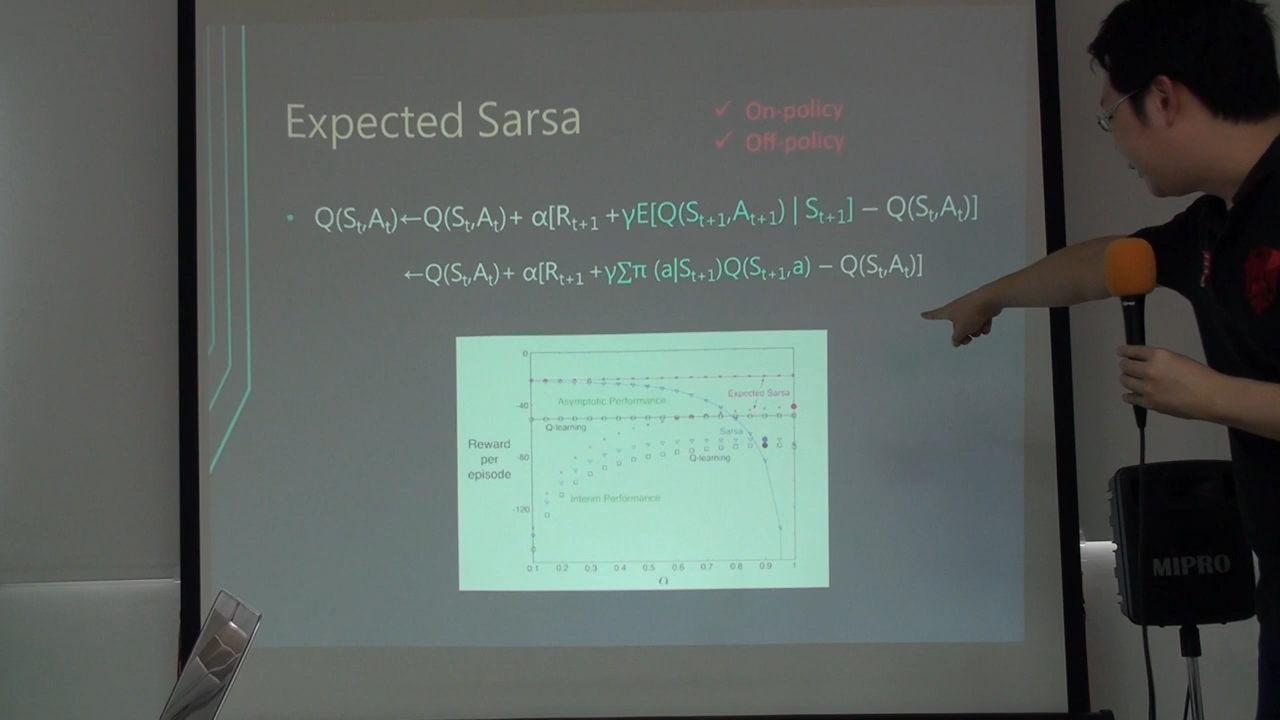 Expected Sarsa
✓ On-policy
✓ Off-policy
• Q(Sₜ,Aₜ)←Q(Sₜ,Aₜ)+ α[Rₜ₊₁ +γE[Q(Sₜ₊₁,Aₜ₊₁) | Sₜ₊₁] − Q(Sₜ,Aₜ)]
←Q(Sₜ,Aₜ)+ α[Rₜ₊₁ +γ∑π (a|Sₜ₊₁)Q(Sₜ₊₁,a) − Q(Sₜ,Aₜ)]
0
Expected Sarsa
Asymptotic Performance
-40
Q-learning
Sarsa
Reward
per
episode
-80
Q-learning
Interim Performance
-120
0.1 0.2 0.3 0.4 0.5 0.6 0.7 0.8 0.9 1
α
MIPRO